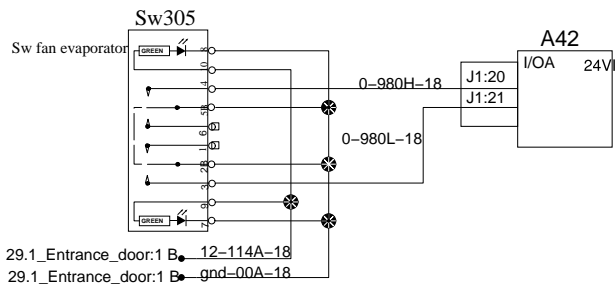 Sw305
Sw fan evaporator
GREEN
8
0
4
5B
6
1
2B
3
9
GREEN
7
A42
I/OA
24V
J1:20
J1:21
0-980H-18
0-980L-18
29.1_Entrance_door:1 B
12-114A-18
29.1_Entrance_door:1 B
gnd-00A-18